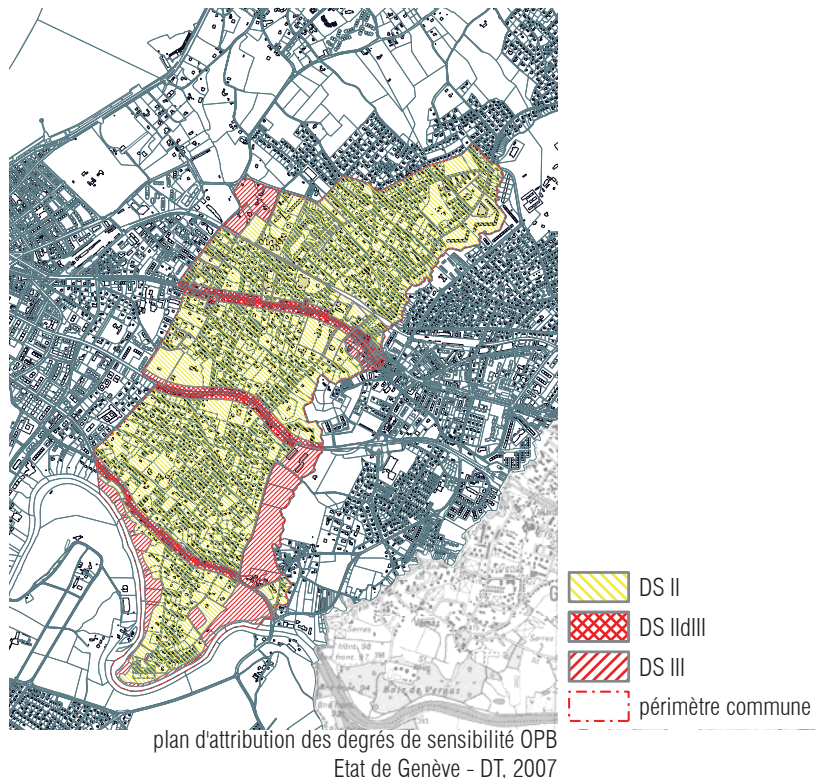 DS II
DS IIdIII
DS III
périmètre commune
plan d'attribution des degrés de sensibilité OPB
Etat de Genève - DT, 2007